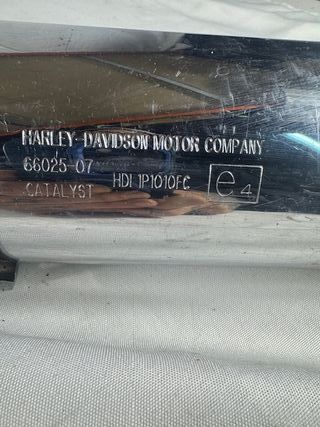 HARLEY-DAVIDSON MOTOR COMPANY
66025-07 HDI 1P1010FC e4
CATALYST